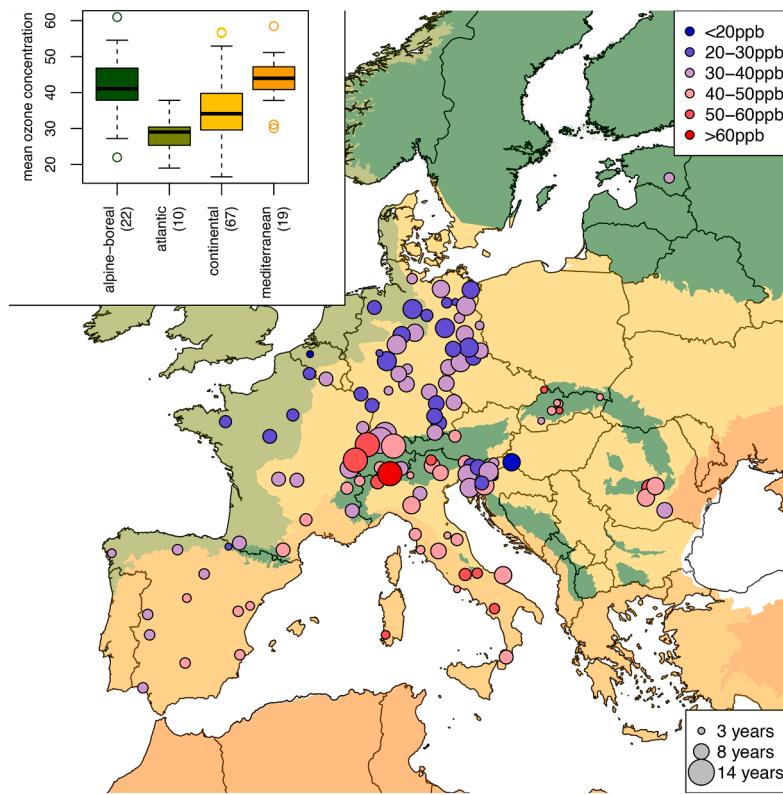 mean ozone concentration
60
50
40
30
20
alpine−boreal
(22)
atlantic
(10)
continental
(67)
mediterranean
(19)
<20ppb
20−30ppb
30−40ppb
40−50ppb
50−60ppb
>60ppb
3 years
8 years
14 years